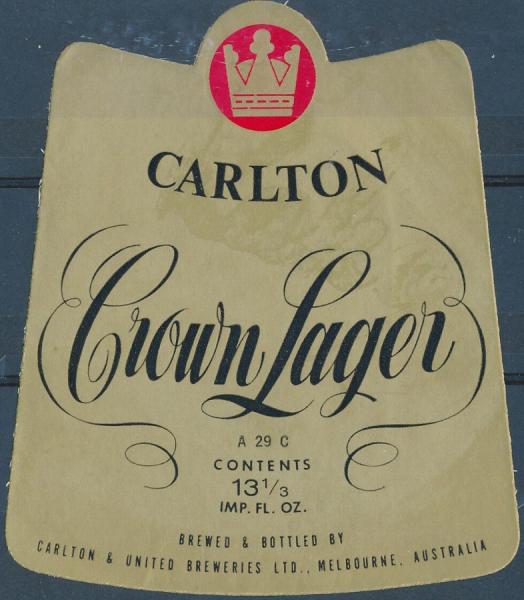 CARLTON
Crown Lager
A 29 C
CONTENTS
13 1/3
IMP. FL. OZ.
BREWED & BOTTLED BY
CARLTON & UNITED BREWERIES LTD., MELBOURNE, AUSTRALIA